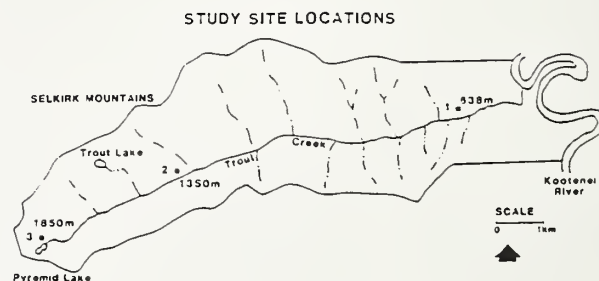 STUDY SITE LOCATIONS
SELKIRK MOUNTAINS
1 838m
Creek
Trout
Trout Lake
2
1350m
Kootenei
River
1850m
3
SCALE
0 1km
Pyramid Lake